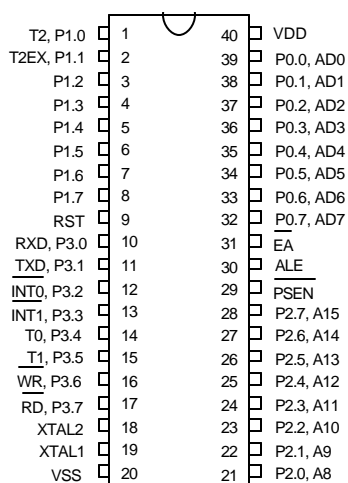 T2, P1.0 1 40 VDD
T2EX, P1.1 2 39 P0.0, AD0
P1.2 3 38 P0.1, AD1
P1.3 4 37 P0.2, AD2
P1.4 5 36 P0.3, AD3
P1.5 6 35 P0.4, AD4
P1.6 7 34 P0.5, AD5
P1.7 8 33 P0.6, AD6
RST 9 32 P0.7, AD7
RXD, P3.0 10 31 EA
TXD, P3.1 11 30 ALE
INT0, P3.2 12 29 PSEN
INT1, P3.3 13 28 P2.7, A15
T0, P3.4 14 27 P2.6, A14
T1, P3.5 15 26 P2.5, A13
WR, P3.6 16 25 P2.4, A12
RD, P3.7 17 24 P2.3, A11
XTAL2 18 23 P2.2, A10
XTAL1 19 22 P2.1, A9
VSS 20 21 P2.0, A8